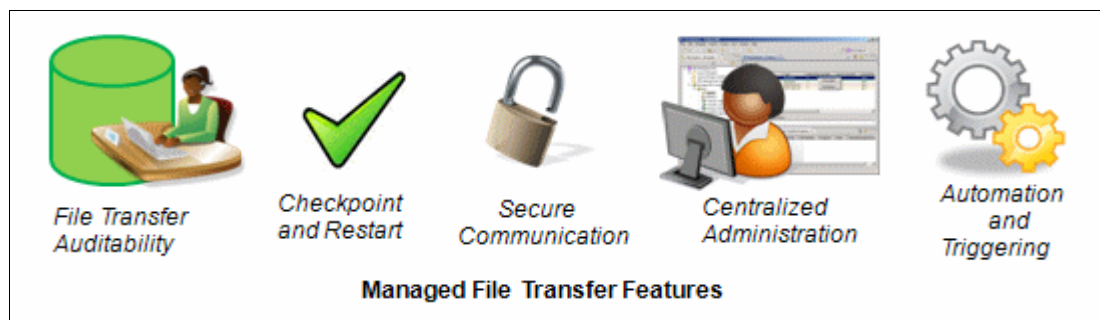 File Transfer
Auditability
Checkpoint
and Restart
Secure
Communication
Centralized
Administration
Automation
and
Triggering
Managed File Transfer Features